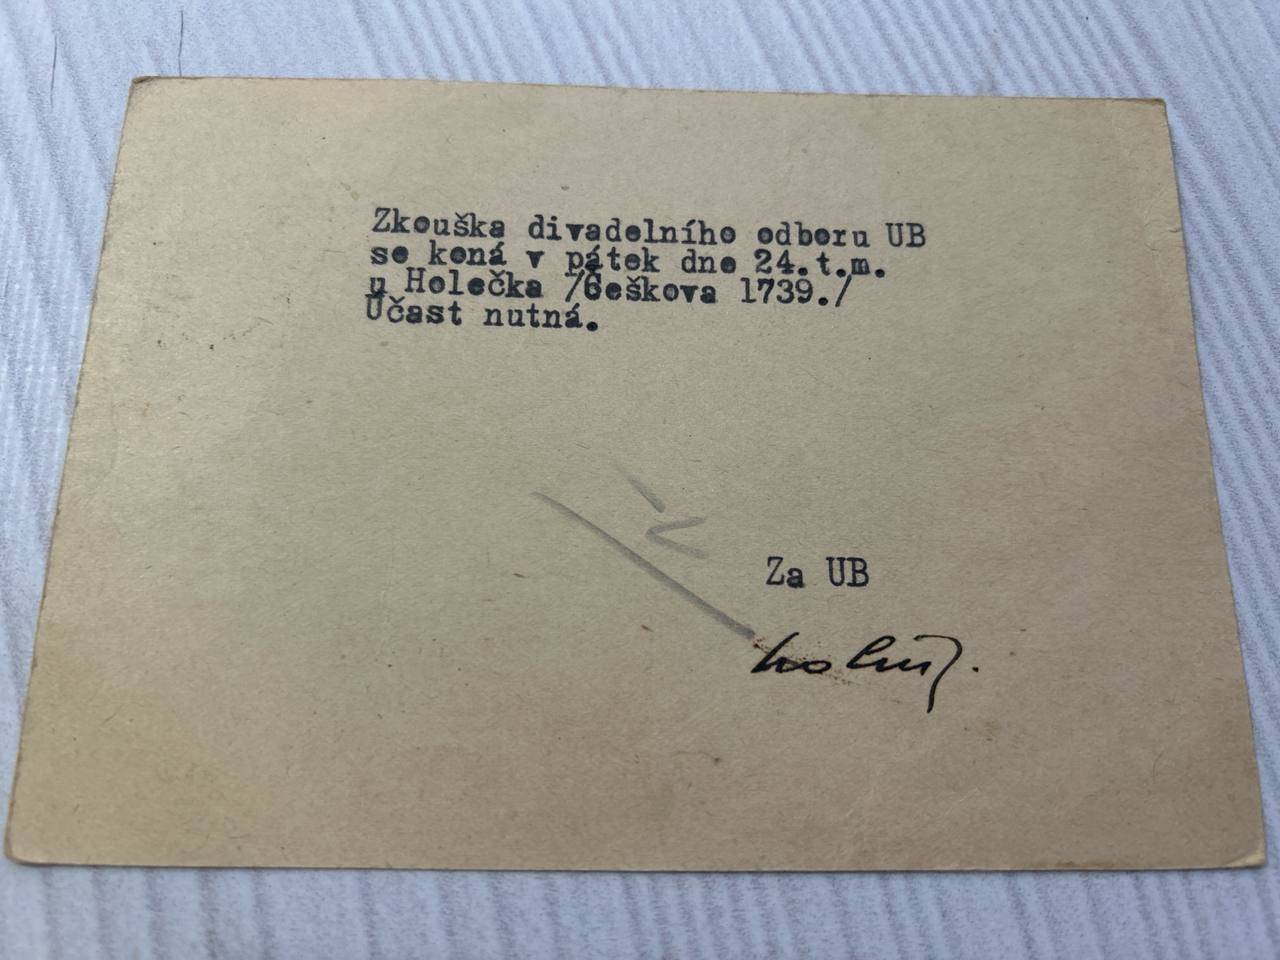 Zkouška divadelního odboru UB
se koná v pátek dne 24.t.m.
u Holečka /Češkova 1739./
Účast nutná.
Za UB